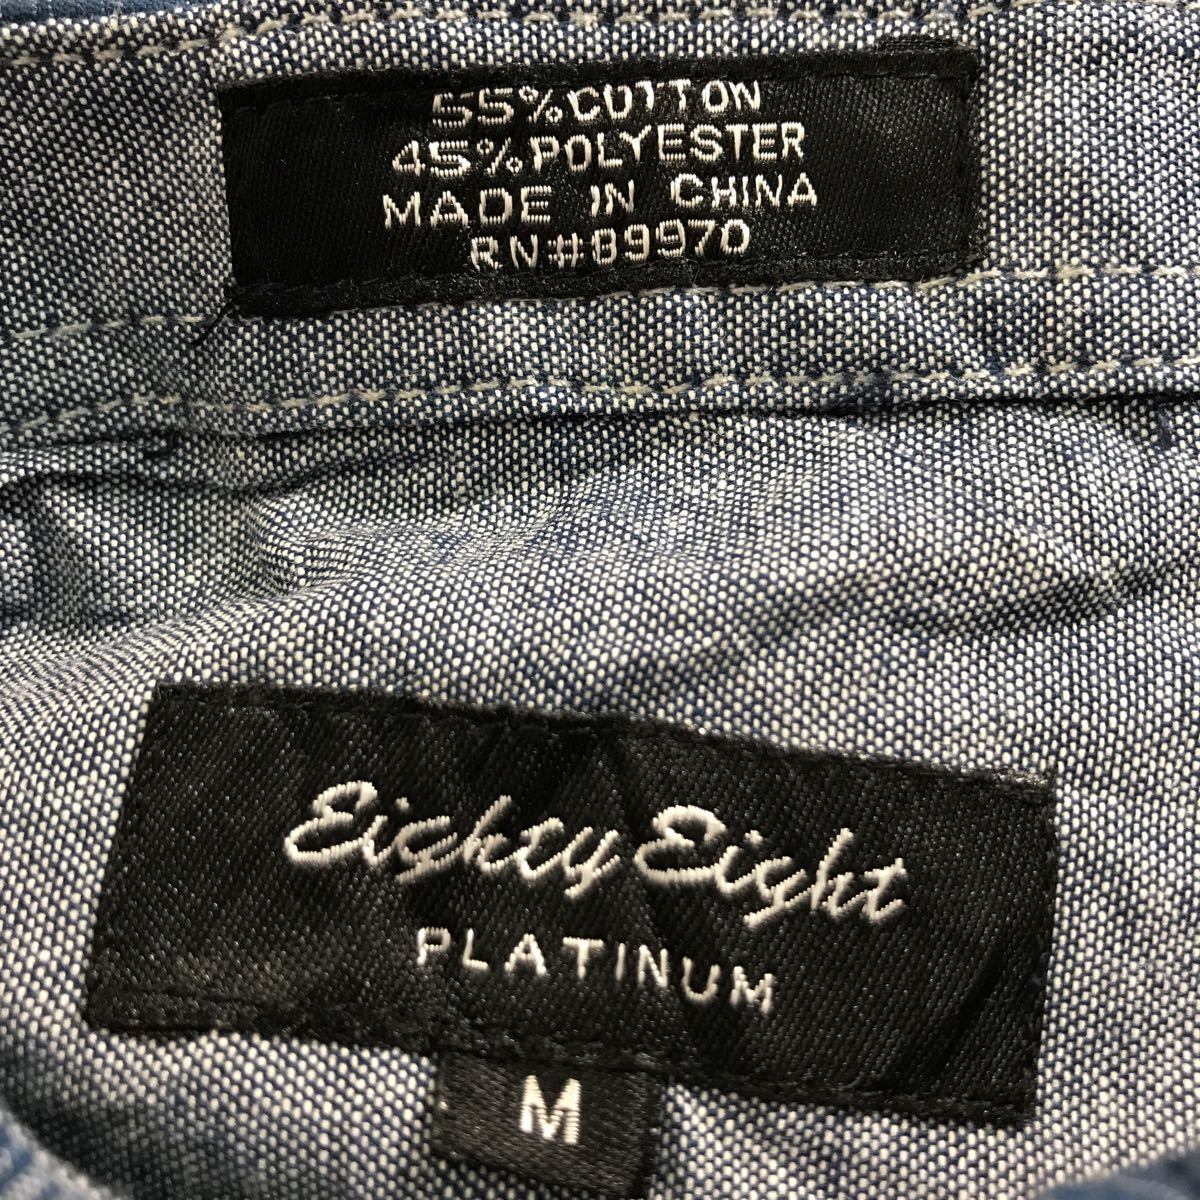 55% COTTON
45% POLYESTER
MADE IN CHINA
RN#89970
Eighty Eight
PLATINUM
M